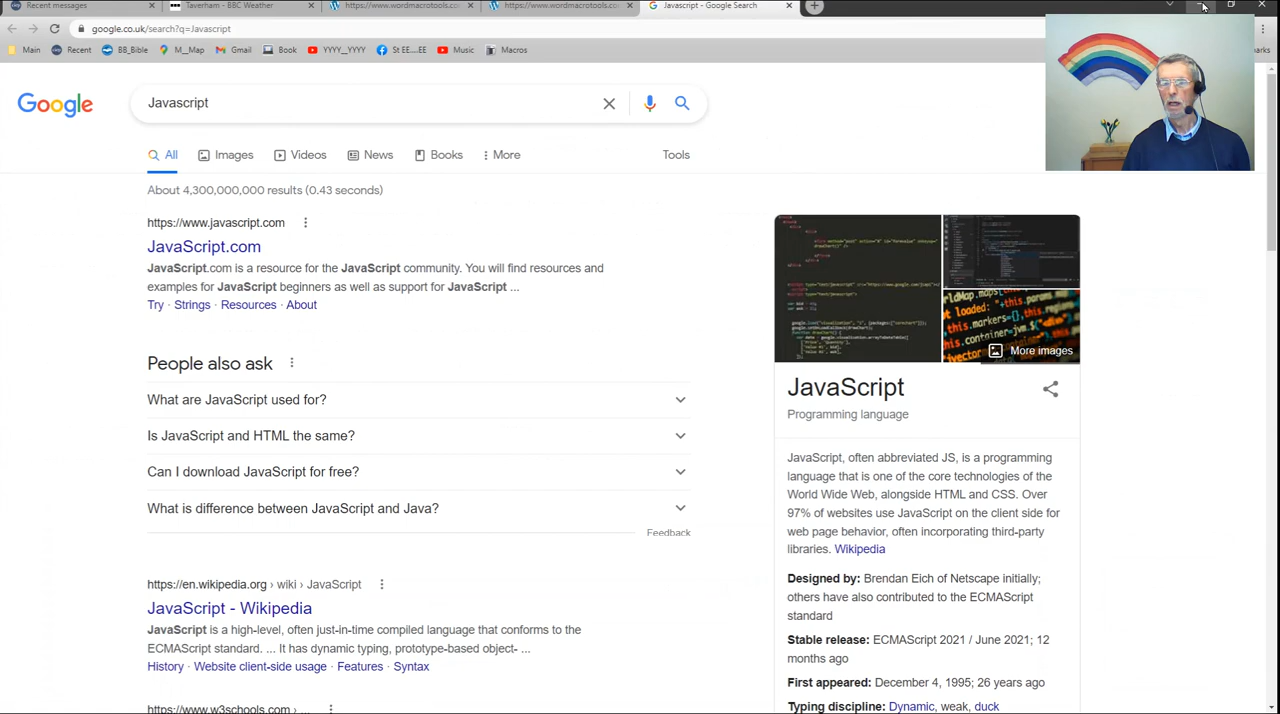 Recent messages
Taverham - BBC Weather
https://www.wordmacrotools.com...
https://www.wordmacrotools.com...
Javascript - Google Search
google.co.uk/search?q=Javascript
Main
Recent
BB_Bible
M__Map
Gmail
Book
YYYY__YYYY
St EE....EE
Music
Macros
Google
Javascript
All
Images
Videos
News
Books
More
Tools
About 4,300,000,000 results (0.43 seconds)
https://www.javascript.com
JavaScript.com
JavaScript.com is a resource for the JavaScript community. You will find resources and
examples for JavaScript beginners as well as support for JavaScript ...
Try · Strings · Resources · About
People also ask
What are JavaScript used for?
Is JavaScript and HTML the same?
Can I download JavaScript for free?
What is difference between JavaScript and Java?
Feedback
https://en.wikipedia.org › wiki › JavaScript
JavaScript - Wikipedia
JavaScript is a high-level, often just-in-time compiled language that conforms to the
ECMAScript standard. ... It has dynamic typing, prototype-based object- ...
History · Website client-side usage · Features · Syntax
https://www.w3schools.com › ...
More images
JavaScript
Programming language
JavaScript, often abbreviated JS, is a programming
language that is one of the core technologies of the
World Wide Web, alongside HTML and CSS. Over
97% of websites use JavaScript on the client side for
web page behavior, often incorporating third-party
libraries. Wikipedia
Designed by: Brendan Eich of Netscape initially;
others have also contributed to the ECMAScript
standard
Stable release: ECMAScript 2021 / June 2021; 12
months ago
First appeared: December 4, 1995; 26 years ago
Typing discipline: Dynamic, weak, duck